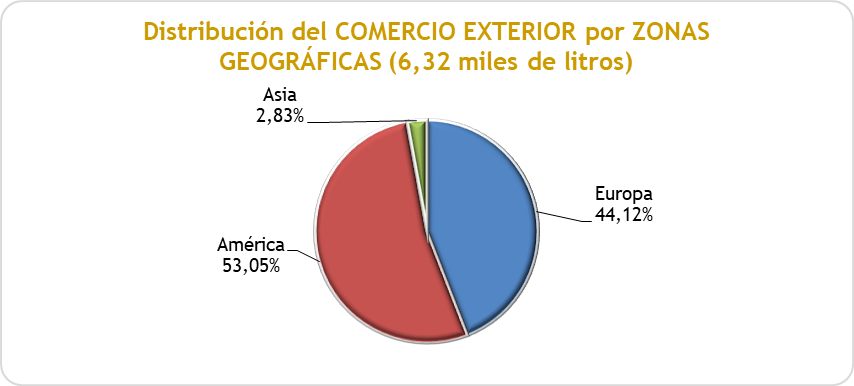 Distribución del COMERCIO EXTERIOR por ZONAS
GEOGRÁFICAS (6,32 miles de litros)
Asia
2,83%
Europa
44,12%
América
53,05%